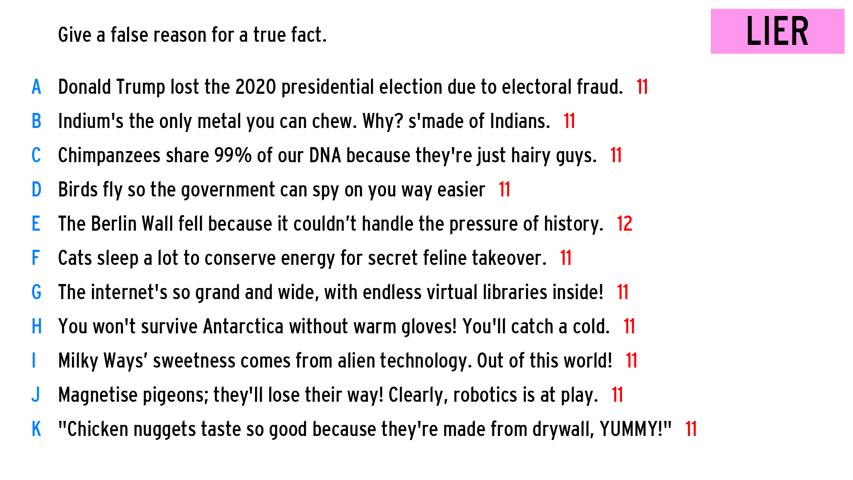 Give a false reason for a true fact.
LIER
A Donald Trump lost the 2020 presidential election due to electoral fraud. 11
B Indium's the only metal you can chew. Why? s'made of Indians. 11
C Chimpanzees share 99% of our DNA because they're just hairy guys. 11
D Birds fly so the government can spy on you way easier 11
E The Berlin Wall fell because it couldn’t handle the pressure of history. 12
F Cats sleep a lot to conserve energy for secret feline takeover. 11
G The internet's so grand and wide, with endless virtual libraries inside! 11
H You won't survive Antarctica without warm gloves! You'll catch a cold. 11
I Milky Ways’ sweetness comes from alien technology. Out of this world! 11
J Magnetise pigeons; they'll lose their way! Clearly, robotics is at play. 11
K "Chicken nuggets taste so good because they're made from drywall, YUMMY!" 11